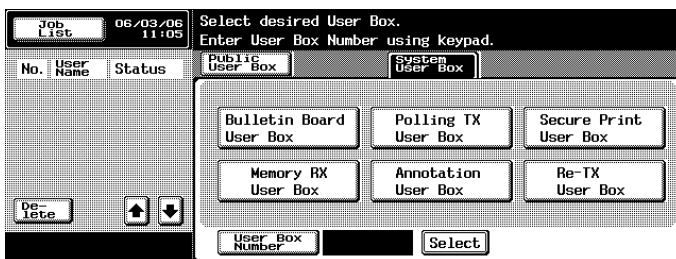 Job
List
06/03/06
11:05
Select desired User Box.
Enter User Box Number using keypad.
No.
User
Name
Status
Public
User Box
System
User Box
Bulletin Board
User Box
Polling TX
User Box
Secure Print
User Box
Memory RX
User Box
Annotation
User Box
Re-TX
User Box
De-
lete
User Box
Number
Select